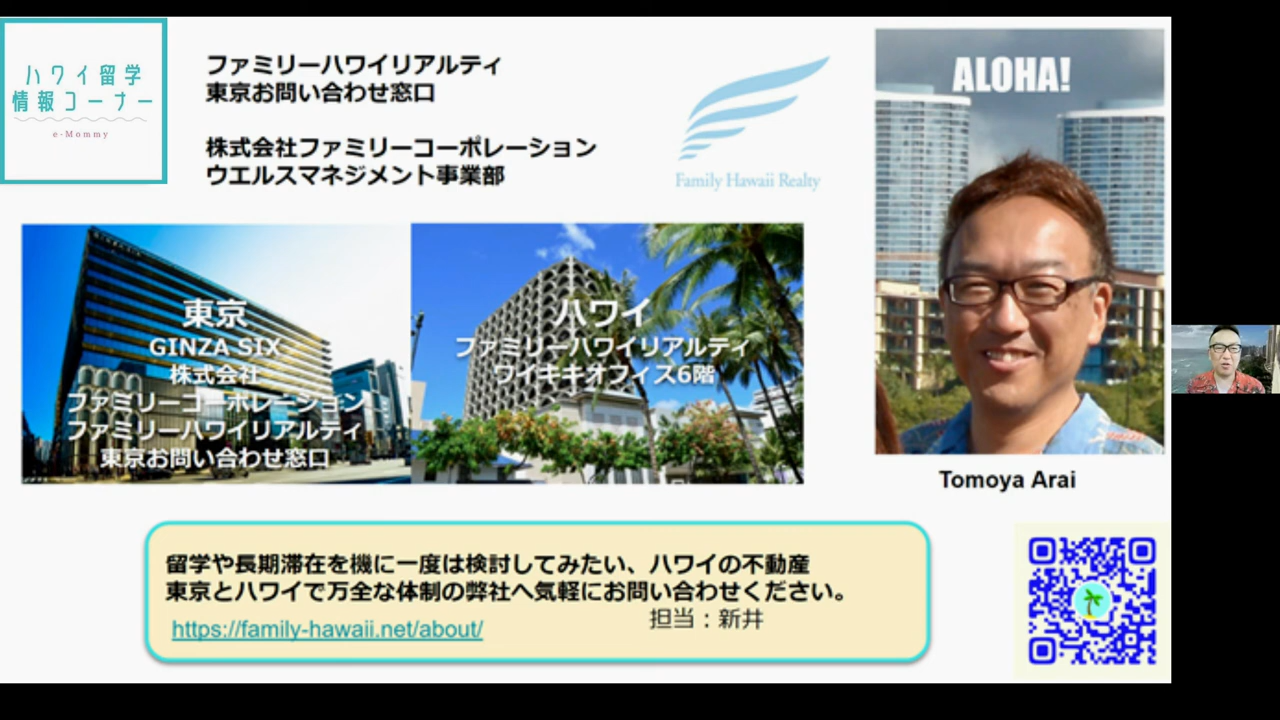 ハワイ留学
情報コーナー
e-Mommy
ファミリーハワイリアルティ
東京お問い合わせ窓口
株式会社ファミリーコーポレーション
ウエルスマネジメント事業部
Family Hawaii Realty
ALOHA!
東京
GINZA SIX
株式会社
ファミリーコーポレーション
ファミリーハワイリアルティ
東京お問い合わせ窓口
ハワイ
ファミリーハワイリアルティ
ワイキキオフィス6階
Tomoya Arai
留学や長期滞在を機に一度は検討してみたい、ハワイの不動産
東京とハワイで万全な体制の弊社へ気軽にお問い合わせください。
担当：新井
https://family-hawaii.net/about/